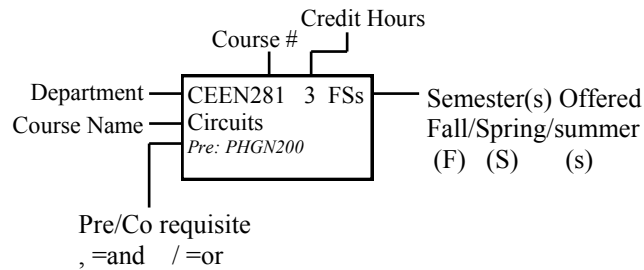 Credit Hours
Course #
Department
CEEN281 3 FSs
Semester(s) Offered
Course Name
Circuits
Fall/Spring/summer
Pre: PHGN200
(F) (S) (s)
Pre/Co requisite
, =and / =or